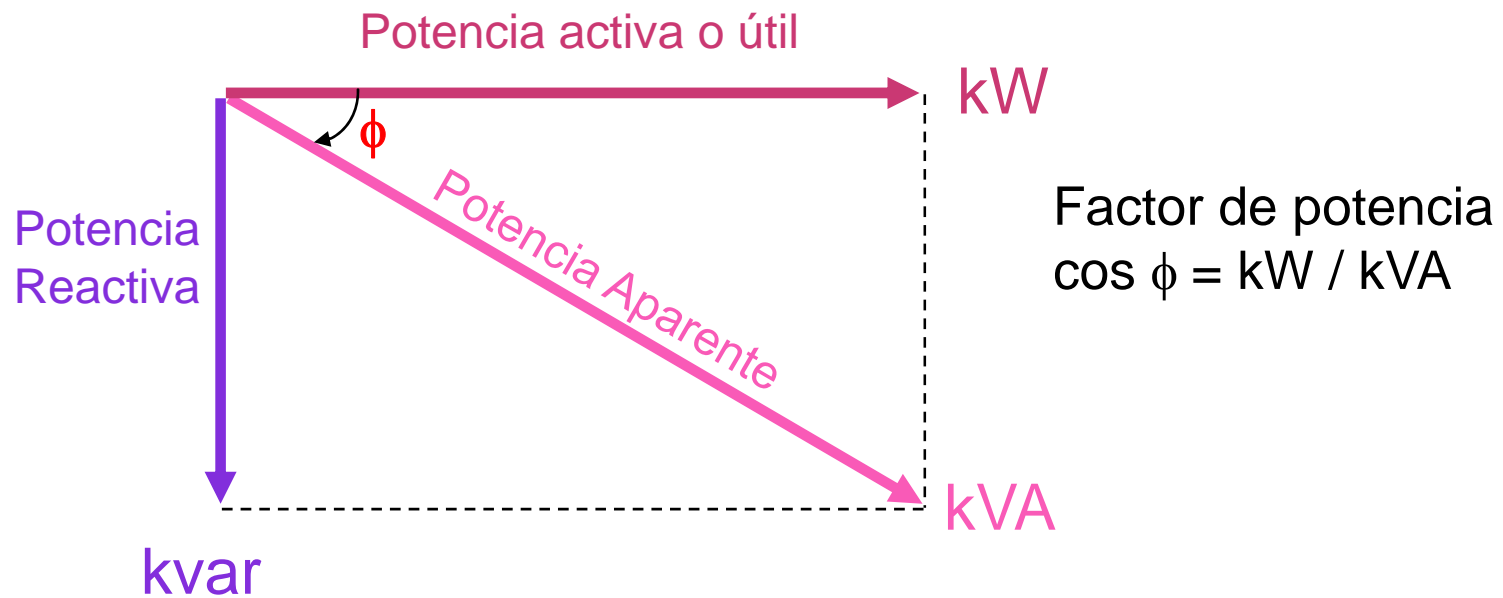 Potencia activa o útil
kW
ϕ
Potencia
Reactiva
Potencia Aparente
Factor de potencia
cos ϕ = kW / kVA
kVA
kvar